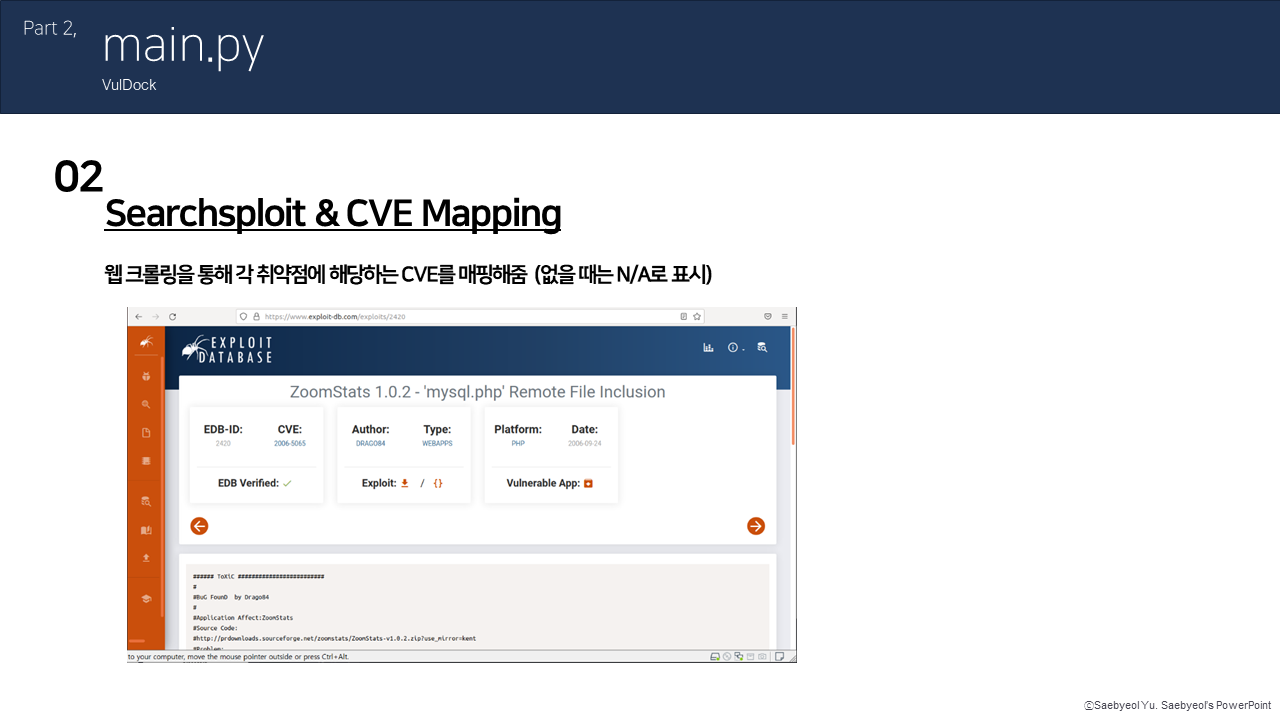 Part 2,
main.py
VulDock
02
Searchsploit & CVE Mapping
웹 크롤링을 통해 각 취약점에 해당하는 CVE를 매핑해줌 (없을 때는 N/A로 표시)
https://www.exploit-db.com/exploits/2420
EXPLOIT
DATABASE
ZoomStats 1.0.2 - 'mysql.php' Remote File Inclusion
EDB-ID: CVE: Author: Type: Platform: Date:
2420 2006-5065 DRAGO84 WEBAPPS PHP 2006-09-24
EDB Verified: Exploit: / {} Vulnerable App:
###### ToXiC #########################
#
#BuG FounD by Drago84
#
#Application Affect:ZoomStats
#Source Code:
#http://prdownloads.sourceforge.net/zoomstats/ZoomStats-v1.0.2.zip?use_mirror=kent
#Problem:
to your computer, move the mouse pointer outside or press Ctrl+Alt.
ⓒSaebyeol Yu. Saebyeol's PowerPoint